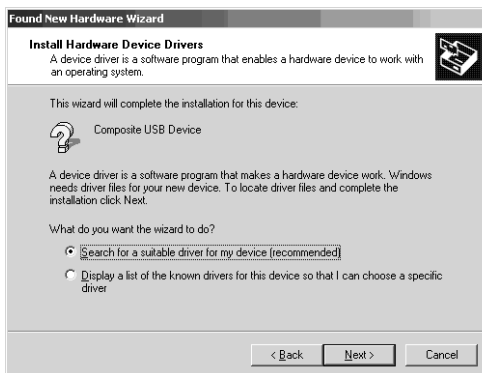 Found New Hardware Wizard
Install Hardware Device Drivers
A device driver is a software program that enables a hardware device to work with
an operating system.
This wizard will complete the installation for this device:
Composite USB Device
A device driver is a software program that makes a hardware device work. Windows
needs driver files for your new device. To locate driver files and complete the
installation click Next.
What do you want the wizard to do?
Search for a suitable driver for my device (recommended)
Display a list of the known drivers for this device so that I can choose a specific
driver
< Back Next > Cancel